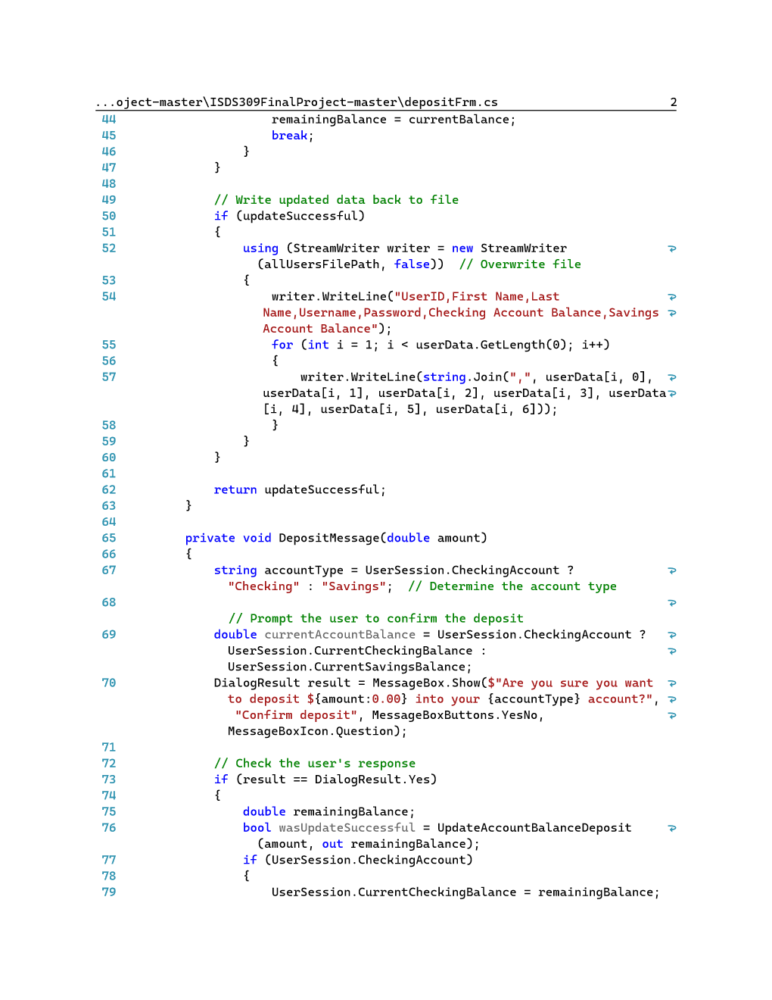 ...oject-master\ISDS309FinalProject-master\depositFrm.cs 2
44 remainingBalance = currentBalance;
45 break;
46 }
47 }
48
49 // Write updated data back to file
50 if (updateSuccessful)
51 {
52 using (StreamWriter writer = new StreamWriter
(allUsersFilePath, false))  // Overwrite file
53 {
54 writer.WriteLine("UserID,First Name,Last
Name,Username,Password,Checking Account Balance,Savings
Account Balance");
55 for (int i = 1; i < userData.GetLength(0); i++)
56 {
57 writer.WriteLine(string.Join(",", userData[i, 0],
userData[i, 1], userData[i, 2], userData[i, 3], userData
[i, 4], userData[i, 5], userData[i, 6]));
58 }
59 }
60 }
61
62 return updateSuccessful;
63 }
64
65 private void DepositMessage(double amount)
66 {
67 string accountType = UserSession.CheckingAccount ?
"Checking" : "Savings";  // Determine the account type
68
// Prompt the user to confirm the deposit
69 double currentAccountBalance = UserSession.CheckingAccount ?
UserSession.CurrentCheckingBalance :
UserSession.CurrentSavingsBalance;
70 DialogResult result = MessageBox.Show($"Are you sure you want
to deposit ${amount:0.00} into your {accountType} account?",
"Confirm deposit", MessageBoxButtons.YesNo,
MessageBoxIcon.Question);
71
72 // Check the user's response
73 if (result == DialogResult.Yes)
74 {
75 double remainingBalance;
76 bool wasUpdateSuccessful = UpdateAccountBalanceDeposit
(amount, out remainingBalance);
77 if (UserSession.CheckingAccount)
78 {
79 UserSession.CurrentCheckingBalance = remainingBalance;